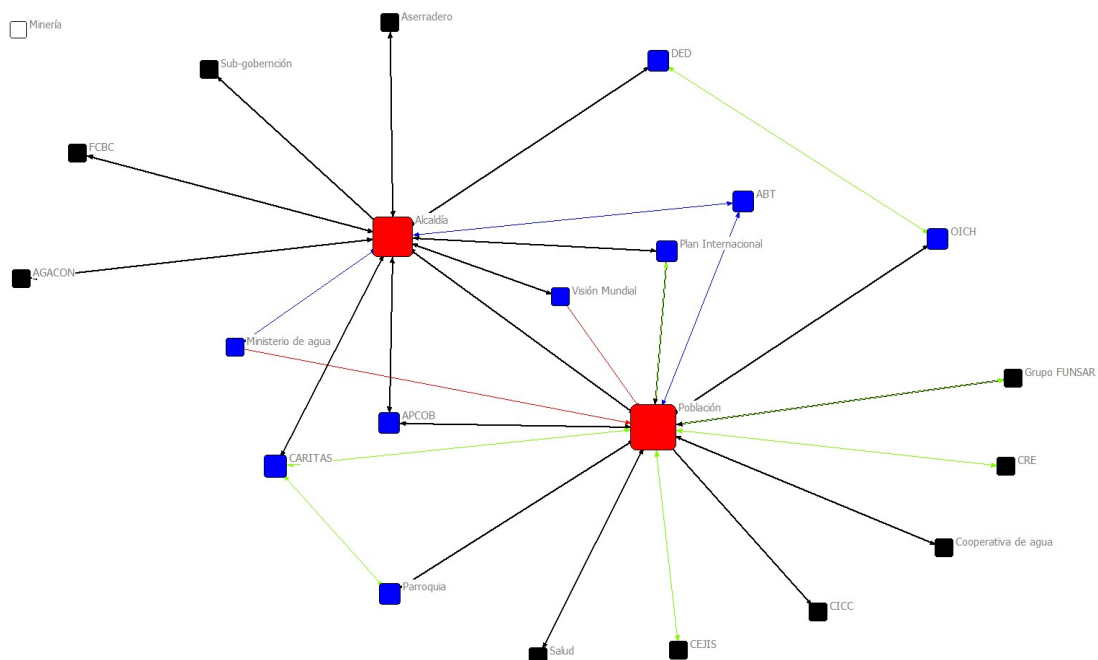 Aserradero
Minería
DED
Sub-goberncíon
FCBC
ABT
Alcaldía
OICH
Plan Internacional
AGACON
Visión Mundial
Ministerio de agua
Grupo FUNSAR
Población
APCOB
CARITAS
CRE
Cooperativa de agua
Parroquia
CICC
CEJIS
Salud